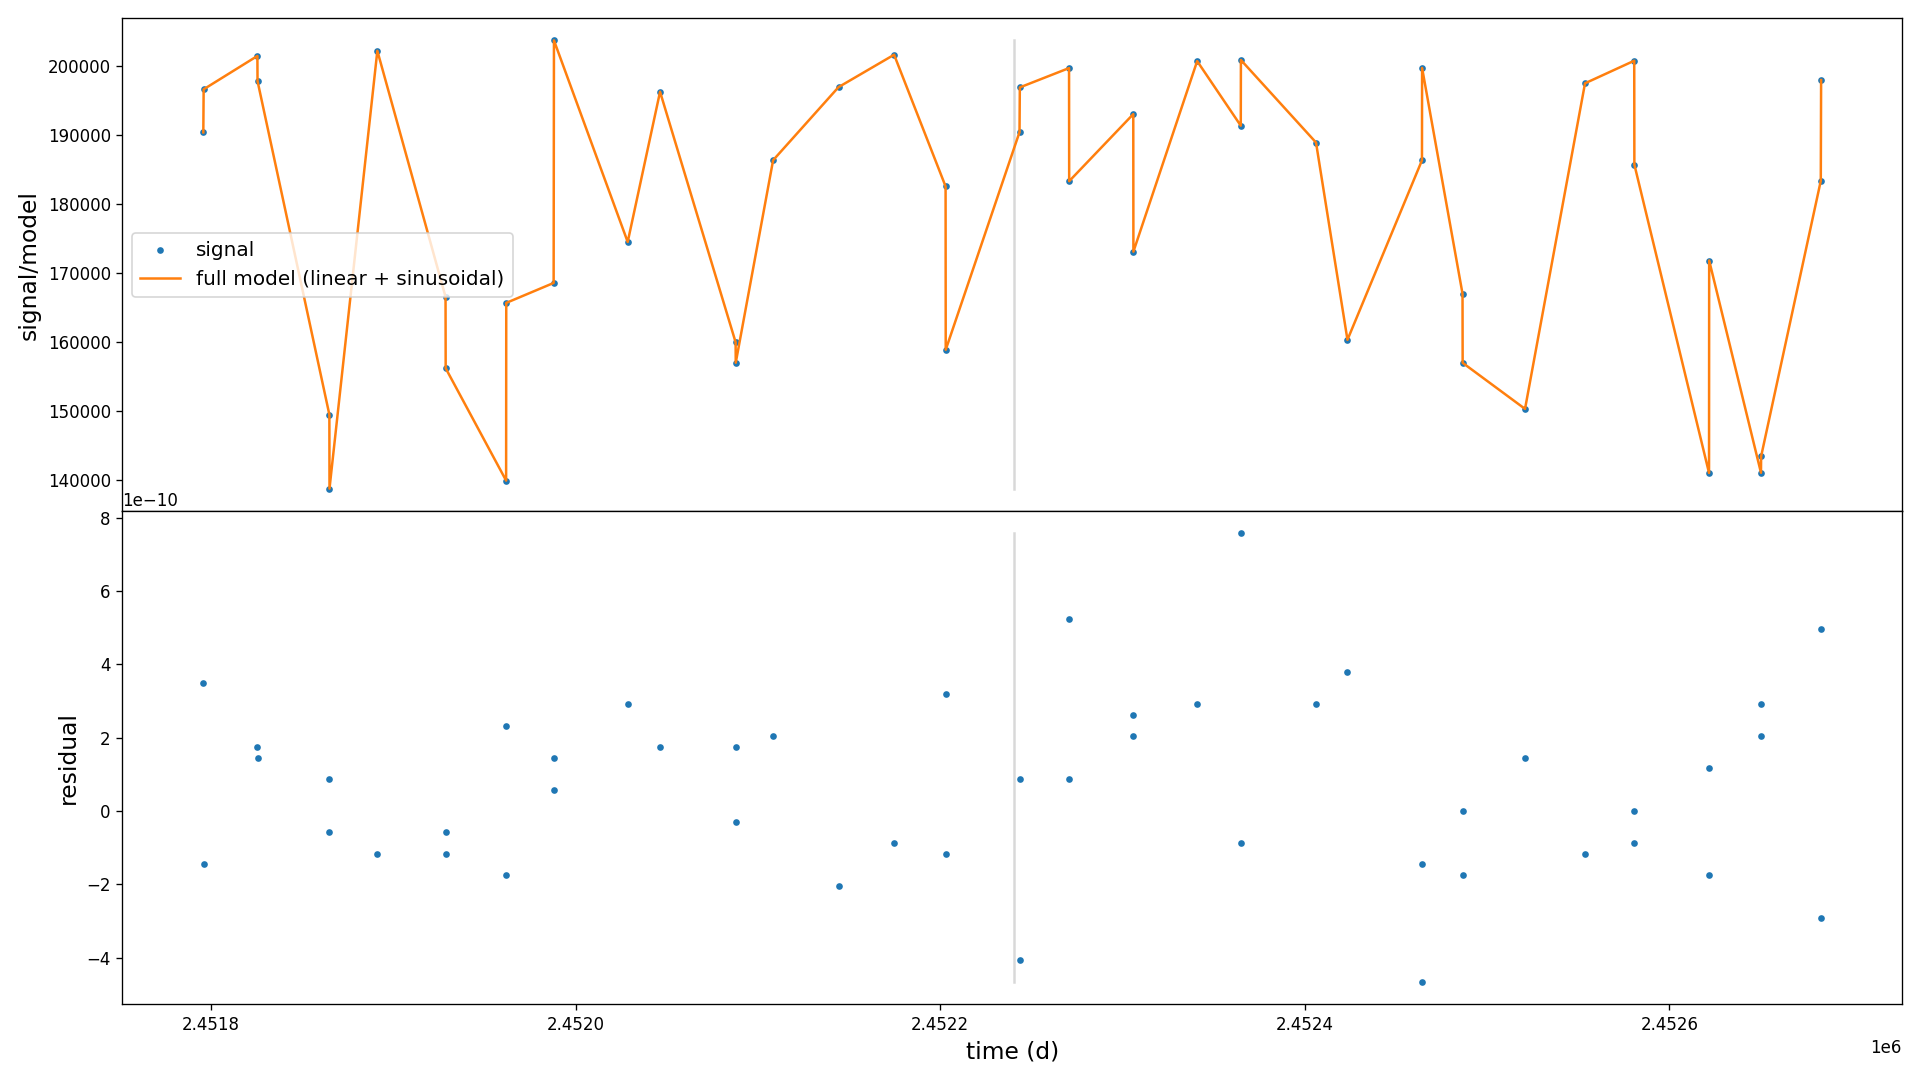 200000
190000
180000
170000
160000
150000
140000
signal/model
signal
full model (linear + sinusoidal)
1e−10
8
6
4
2
0
−2
−4
residual
2.4518
2.4520
2.4522
2.4524
2.4526
1e6
time (d)